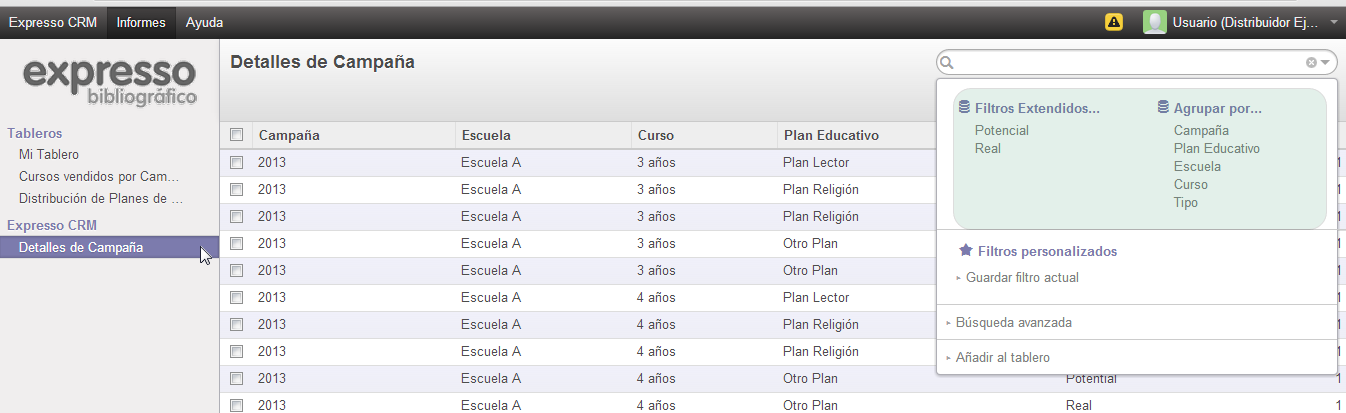 Expresso CRM Informes Ayuda Usuario (Distribuidor Ej...
expresso
bibliográfico
Tableros
Mi Tablero
Cursos vendidos por Cam...
Distribución de Planes de ...
Expresso CRM
Detalles de Campaña
Detalles de Campaña
Filtros Extendidos...
Potencial
Real
Agrupar por...
Campaña
Plan Educativo
Escuela
Curso
Tipo
Filtros personalizados
Guardar filtro actual
Búsqueda avanzada
Añadir al tablero
Campaña Escuela Curso Plan Educativo
2013 Escuela A 3 años Plan Lector 1
2013 Escuela A 3 años Plan Religión 1
2013 Escuela A 3 años Plan Religión 1
2013 Escuela A 3 años Otro Plan 1
2013 Escuela A 3 años Otro Plan 1
2013 Escuela A 4 años Plan Lector 1
2013 Escuela A 4 años Plan Religión 1
2013 Escuela A 4 años Plan Religión 1
2013 Escuela A 4 años Otro Plan Potential 1
2013 Escuela A 4 años Otro Plan Real 1